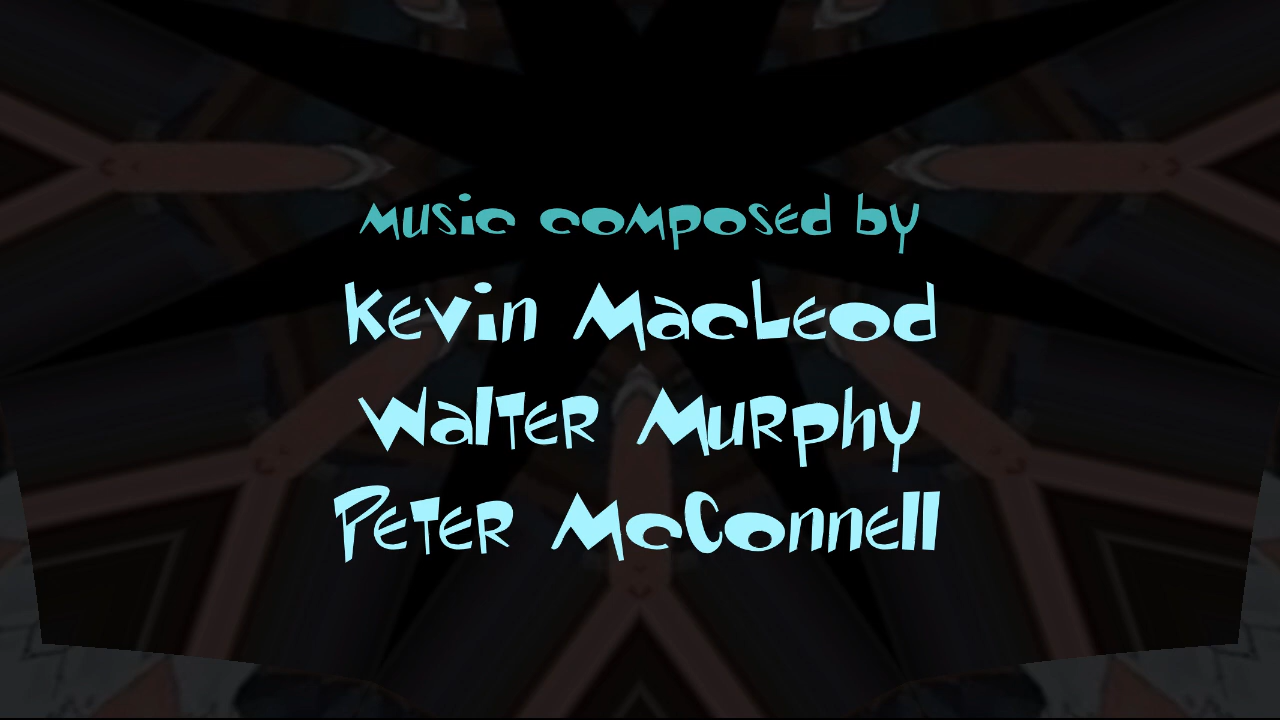 Music composed by
Kevin MacLeod
Walter Murphy
Peter McConnell